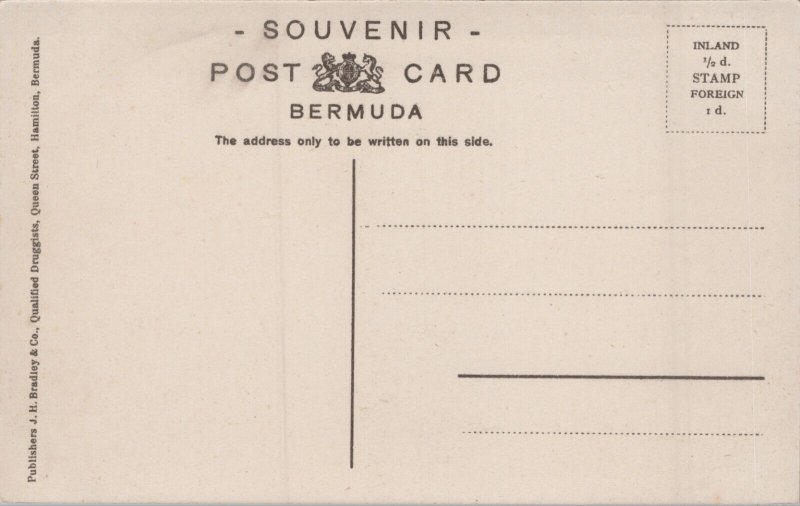 - SOUVENIR -
POST CARD
BERMUDA
The address only to be written on this side.
INLAND
½ d.
STAMP
FOREIGN
1 d.
Publishers J. H. Bradley & Co., Qualified Druggists, Queen Street, Hamilton, Bermuda.